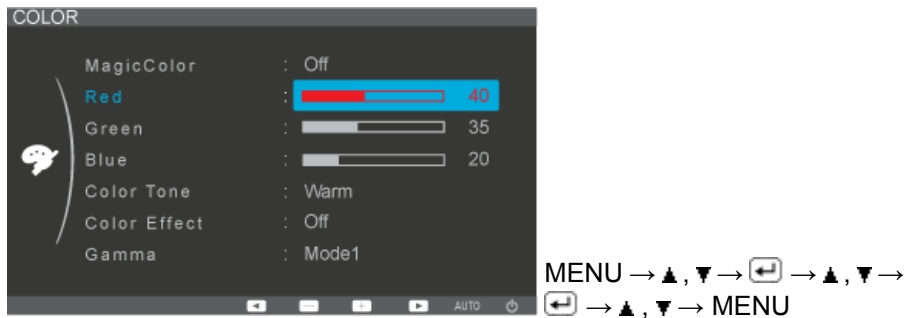 COLOR
MagicColor : Off
Red : 40
Green : 35
Blue : 20
Color Tone : Warm
Color Effect : Off
Gamma : Mode1
AUTO
MENU → ▲ , ▼ → ↵ → ▲ , ▼ →
↵ → ▲ , ▼ → MENU